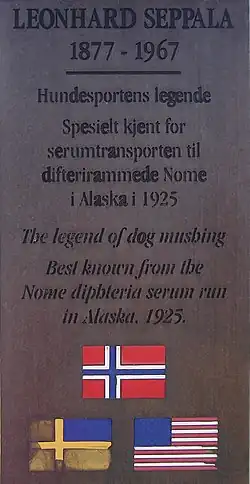 LEONHARD SEPPALA
1877 - 1967
Hundesportens legende
Spesielt kjent for
serumtransporten til
difterirammede Nome
i Alaska i 1925
The legend of dog mushing
Best known from the
Nome diphteria serum run
in Alaska, 1925.